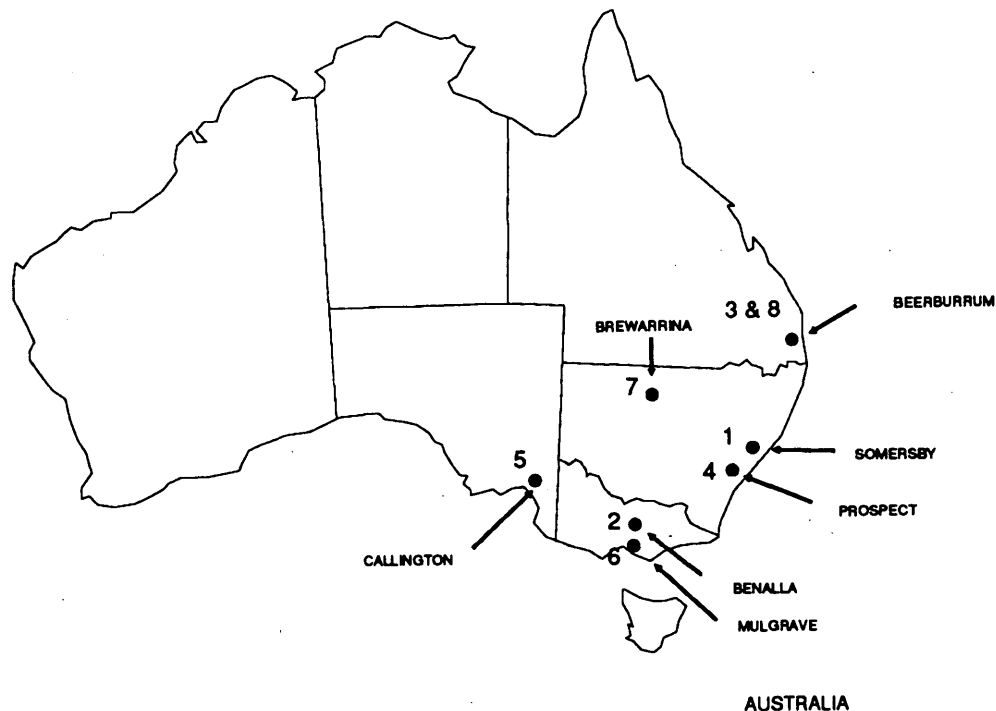 3 & 8
BEERBURRUM
BREWARRINA
7
1
SOMERSBY
4
PROSPECT
5
2
CALLINGTON
6
BENALLA
MULGRAVE
AUSTRALIA